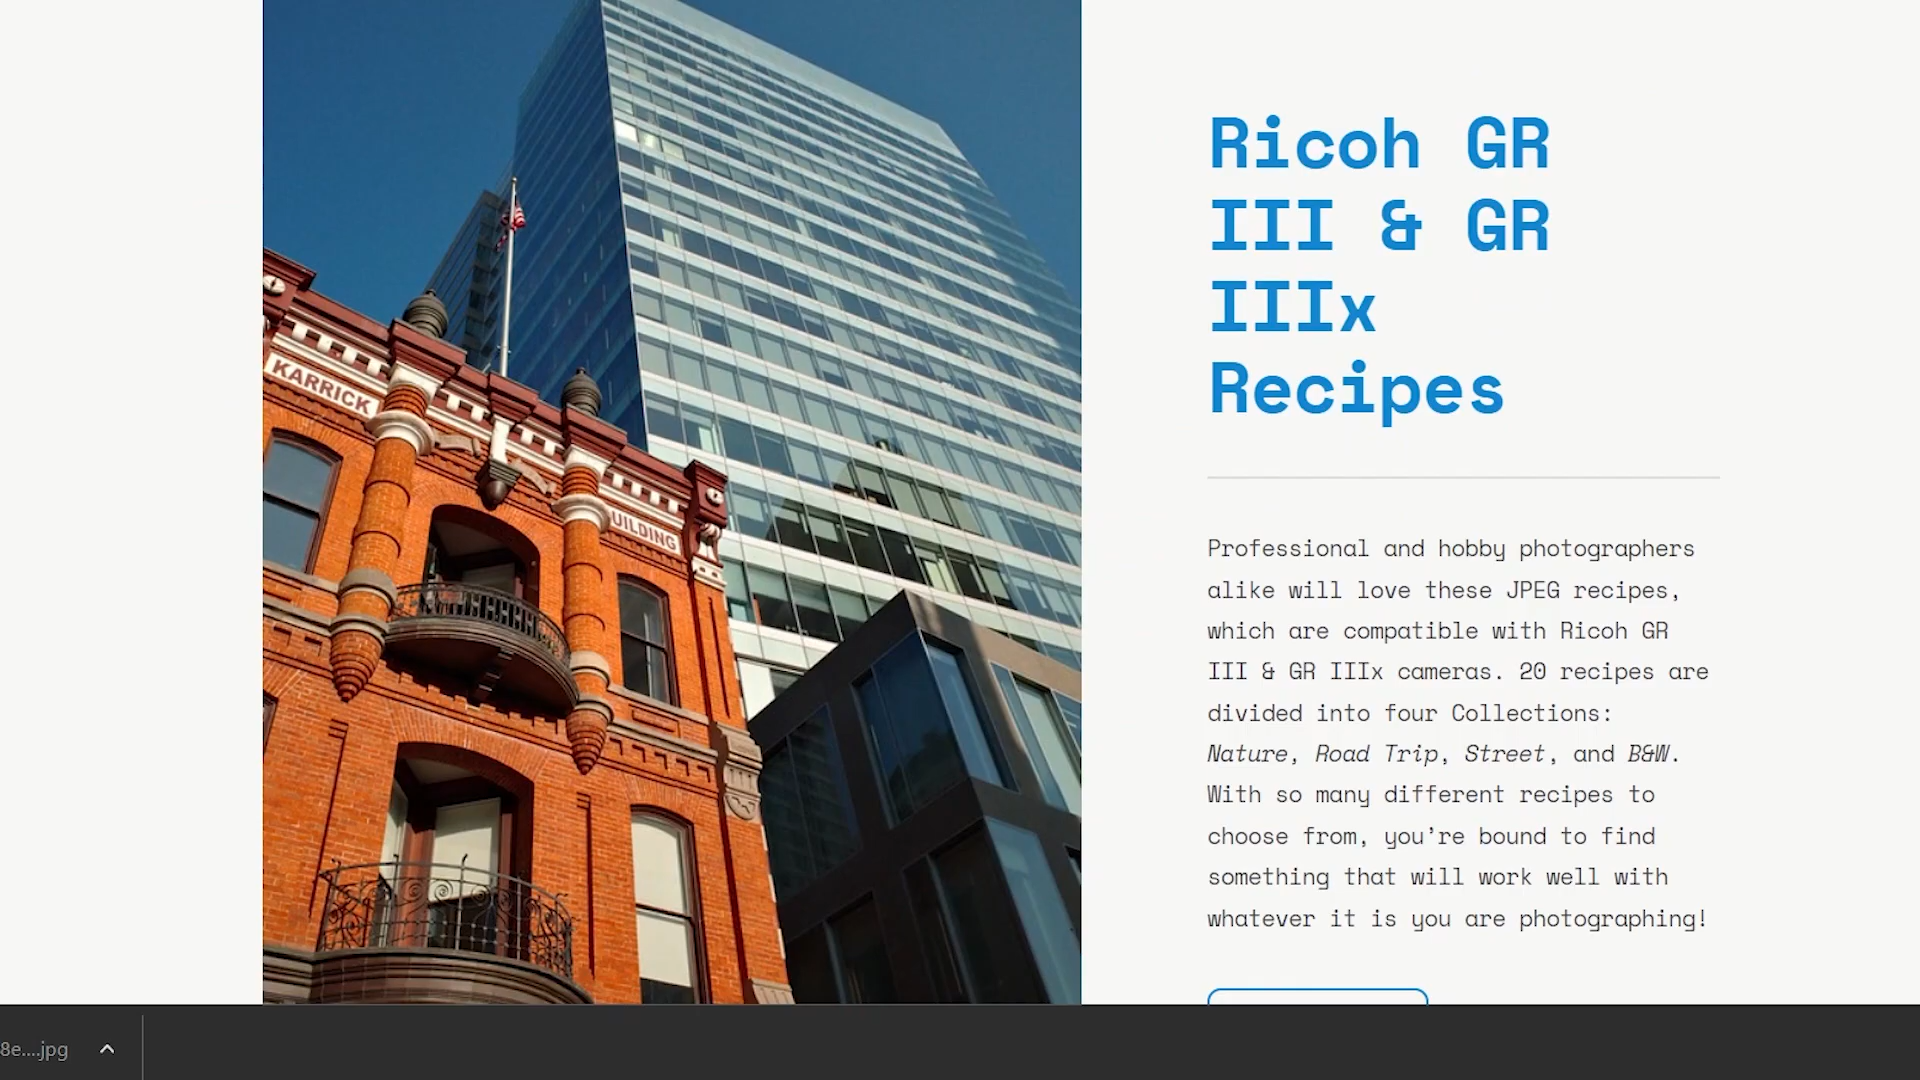 KARRICK
UILDING
Ricoh GR
III & GR
IIIx
Recipes
Professional and hobby photographers
alike will love these JPEG recipes,
which are compatible with Ricoh GR
III & GR IIIx cameras. 20 recipes are
divided into four Collections:
Nature, Road Trip, Street, and B&W.
With so many different recipes to
choose from, you’re bound to find
something that will work well with
whatever it is you are photographing!
8e....jpg